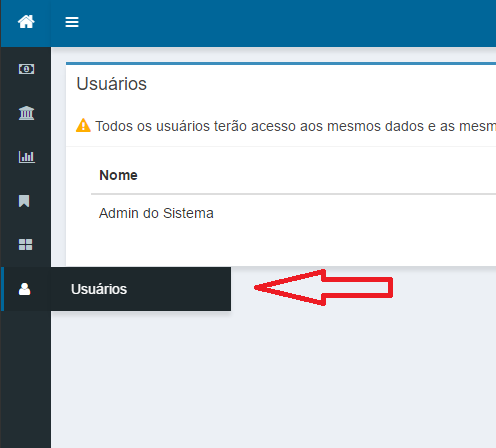 Usuários
Todos os usuários terão acesso aos mesmos dados e as mesm
Nome
Admin do Sistema
Usuários